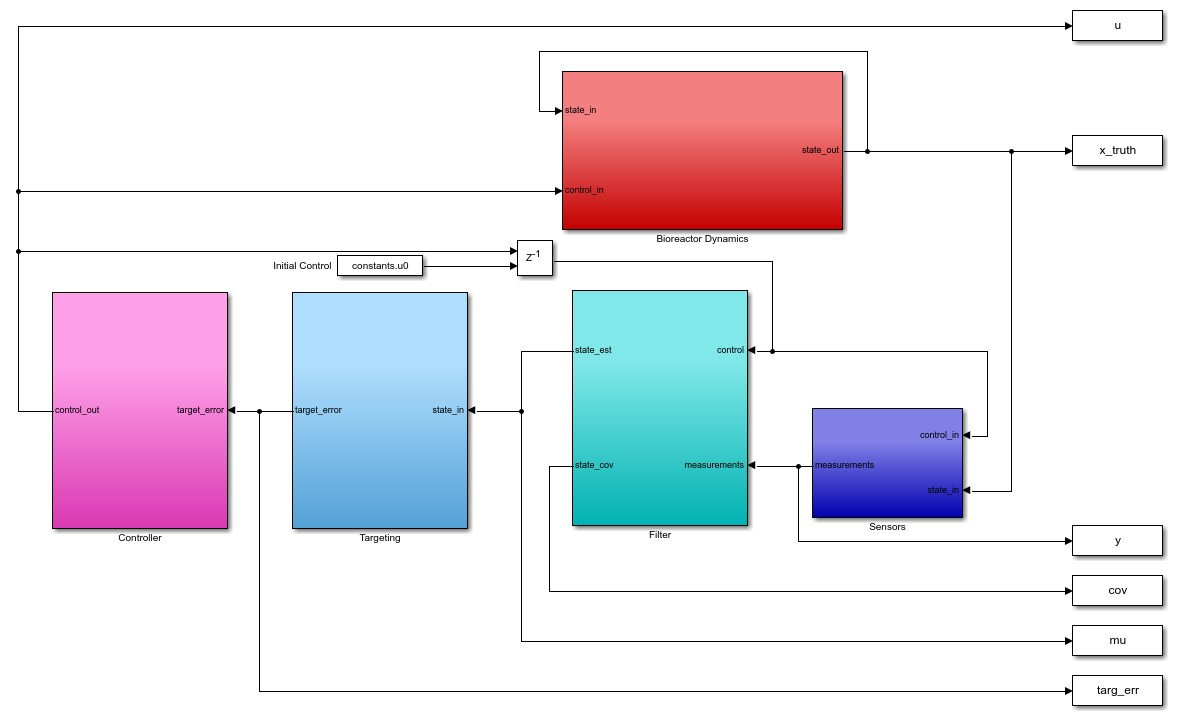 u
state_in
state_out
x_truth
control_in
Bioreactor Dynamics
z-1
Initial Control
constants.u0
state_est
control
control_out
target_error
target_error
state_in
control_in
state_cov
measurements
measurements
state_in
Sensors
Controller
Targeting
Filter
y
cov
mu
targ_err